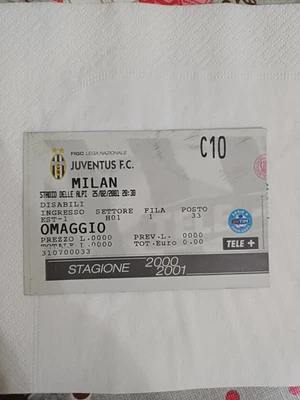 FIGC LEGA NAZIONALE
JUVENTUS F.C.
C10
MILAN
STADIO DELLE ALPI 25/02/2001 20:30
DISABILI
INGRESSO SETTORE FILA POSTO
EST-1 H01 1 33
OMAGGIO
PREZZO L.0000 PREV.L. 0000
TOTALE L.0000 TOT.Euro 0.00
310700033
TELE +
STAGIONE 2000
2001